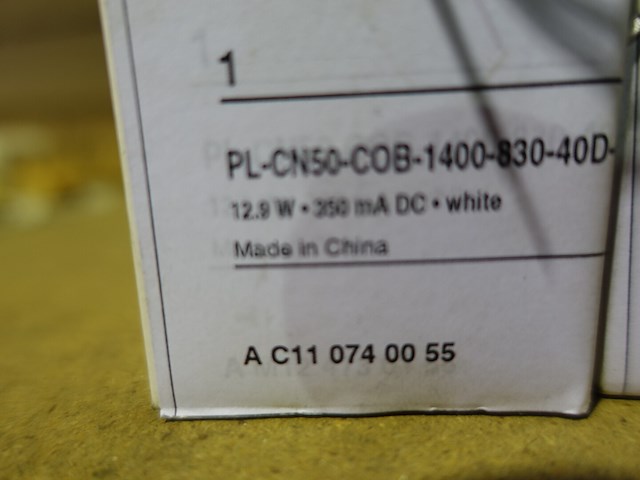 1
PL-CN50-COB-1400-830-40D-
12.9 W • 350 mA DC • white
Made in China
A C11 074 00 55